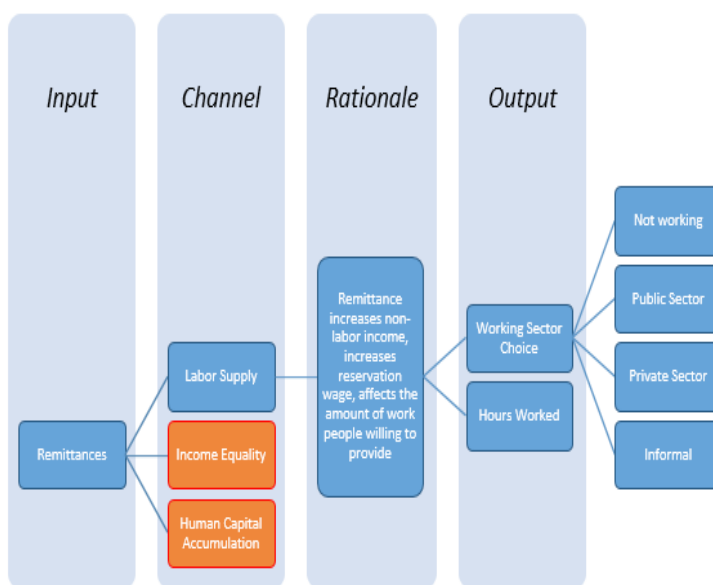 Input
Channel
Rationale
Output
Remittances
Labor Supply
Income Equality
Human Capital
Accumulation
Remittance
increases non-
labor income,
increases
reservation
wage, affects the
amount of work
people willing to
provide
Working Sector
Choice
Hours Worked
Not working
Public Sector
Private Sector
Informal